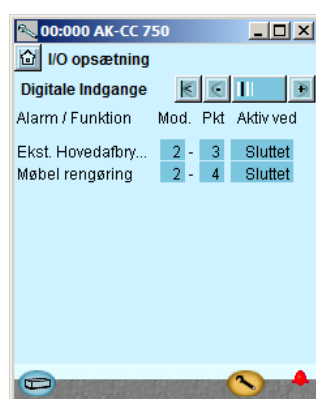 00:000 AK-CC 750
I/O opsætning
Digitale Indgange
Alarm / Funktion Mod. Pkt Aktiv ved
Ekst. Hovedafbry... 2 - 3 Sluttet
Møbel rengøring 2 - 4 Sluttet